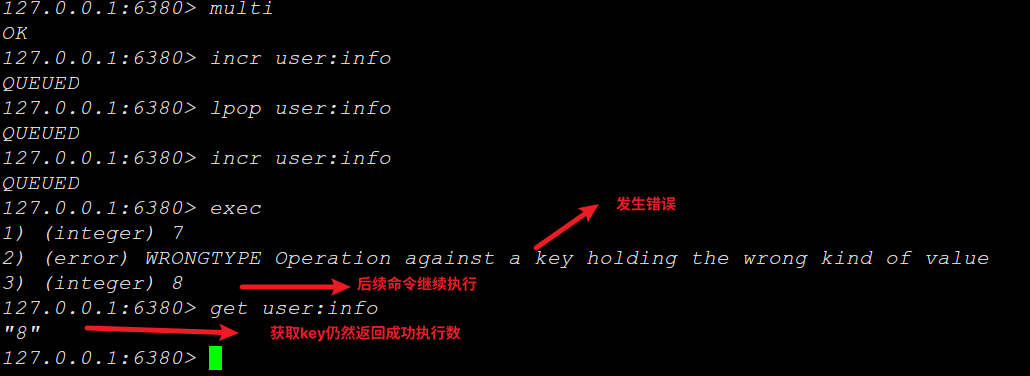 127.0.0.1:6380> multi
OK
127.0.0.1:6380> incr user:info
QUEUED
127.0.0.1:6380> lpop user:info
QUEUED
127.0.0.1:6380> incr user:info
QUEUED
127.0.0.1:6380> exec
发生错误
1) (integer) 7
2) (error) WRONGTYPE Operation against a key holding the wrong kind of value
3) (integer) 8 后续命令继续执行
127.0.0.1:6380> get user:info
"8" 获取key仍然返回成功执行数
127.0.0.1:6380>